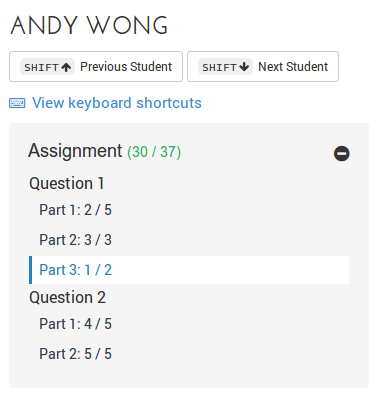 ANDY WONG
SHIFT Previous Student SHIFT Next Student
View keyboard shortcuts
Assignment (30 / 37)
Question 1
Part 1: 2 / 5
Part 2: 3 / 3
Part 3: 1 / 2
Question 2
Part 1: 4 / 5
Part 2: 5 / 5